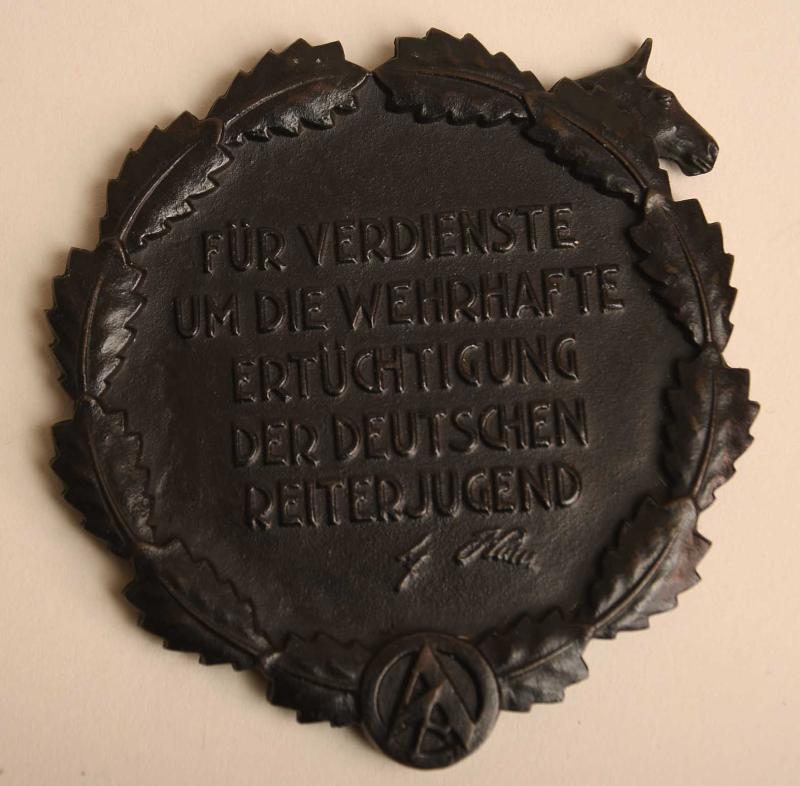 FÜR VERDIENSTE
UM DIE WEHRHAFTE
ERTÜCHTIGUNG
DER DEUTSCHEN
REITERJUGEND